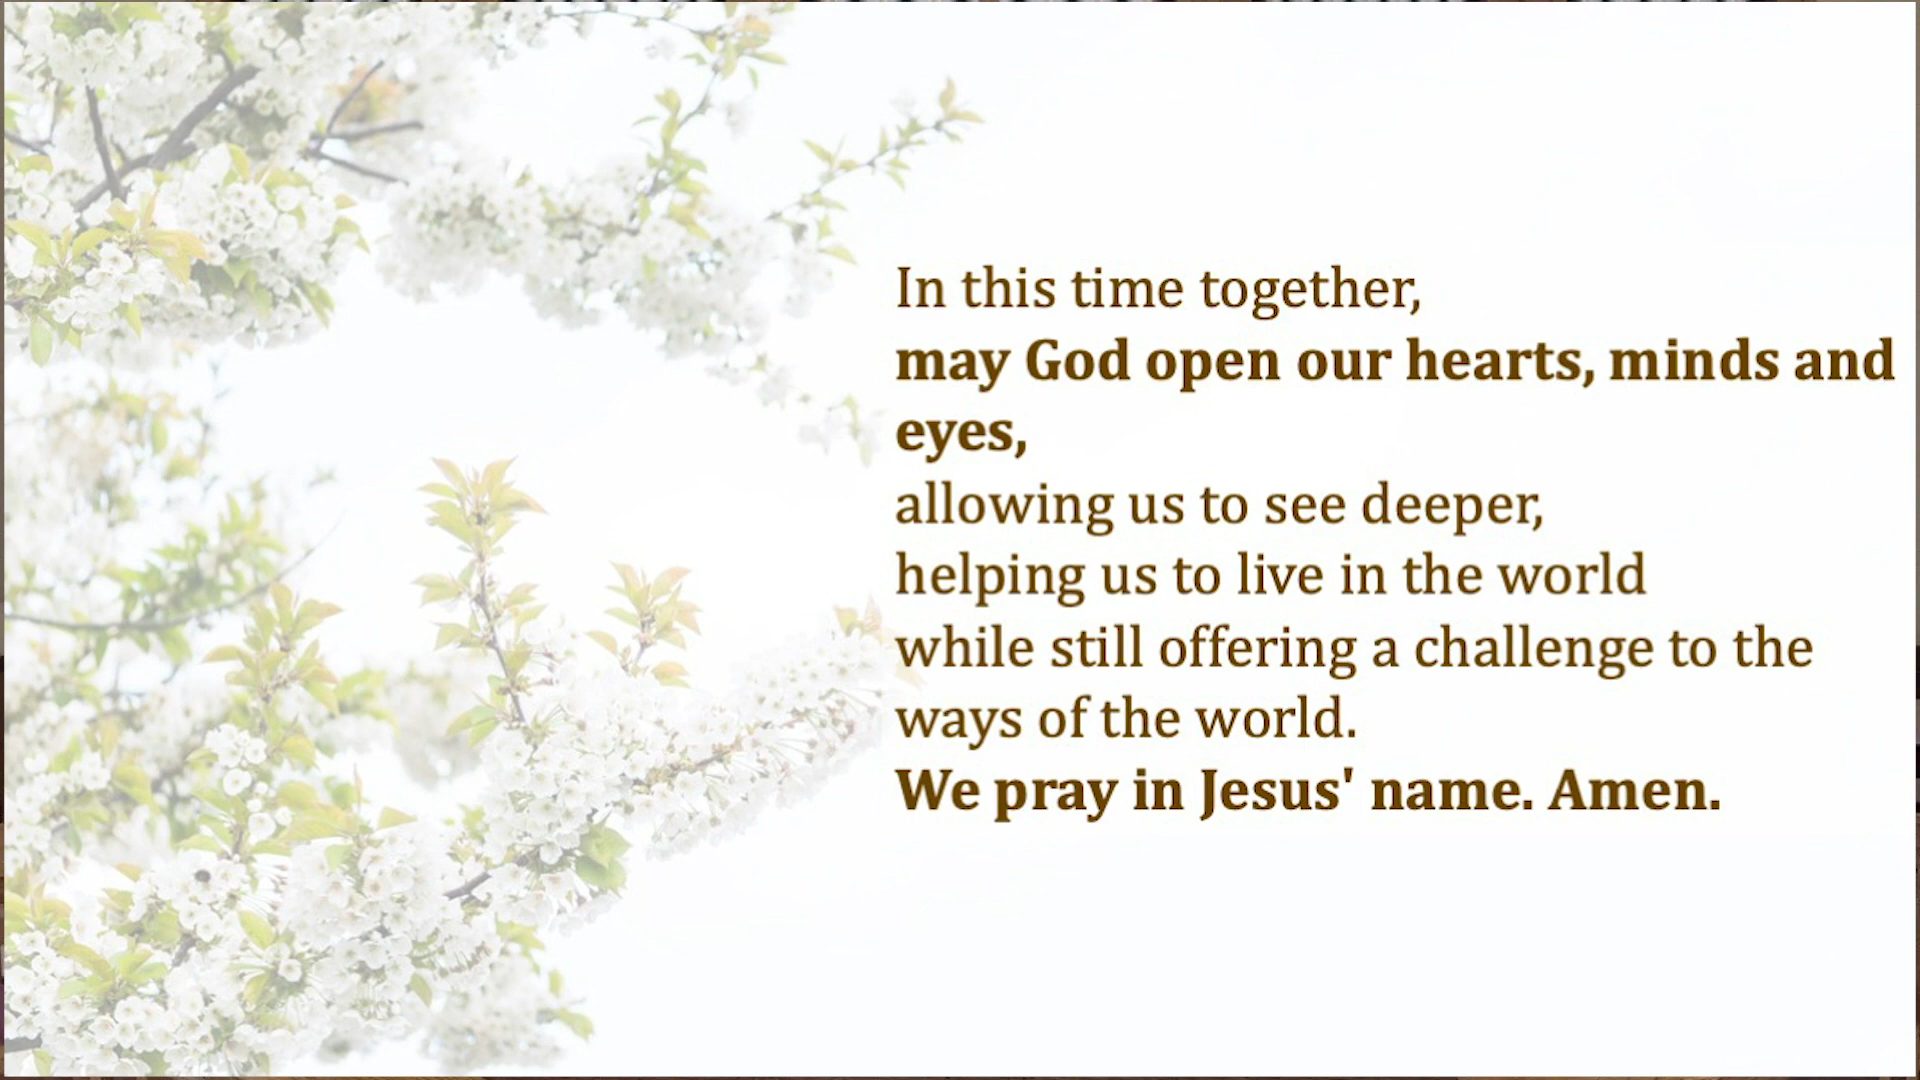 In this time together,
may God open our hearts, minds and
eyes,
allowing us to see deeper,
helping us to live in the world
while still offering a challenge to the
ways of the world.
We pray in Jesus' name. Amen.